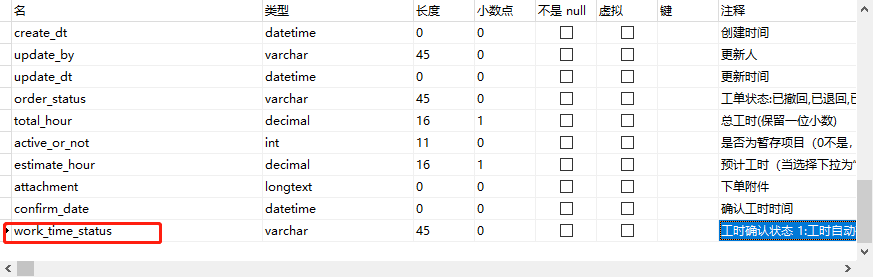 名 类型 长度 小数点 不是 null 虚拟 键 注释
create_dt datetime 0 0 创建时间
update_by varchar 45 0 更新人
update_dt datetime 0 0 更新时间
order_status varchar 45 0 工单状态:已撤回,已退回,已
total_hour decimal 16 1 总工时(保留一位小数)
active_or_not int 11 0 是否为暂存项目（0不是，
estimate_hour decimal 16 1 预计工时（当选择下拉为"
attachment longtext 0 0 下单附件
confirm_date datetime 0 0 确认工时时间
work_time_status varchar 45 0 工时确认状态 1:工时自动